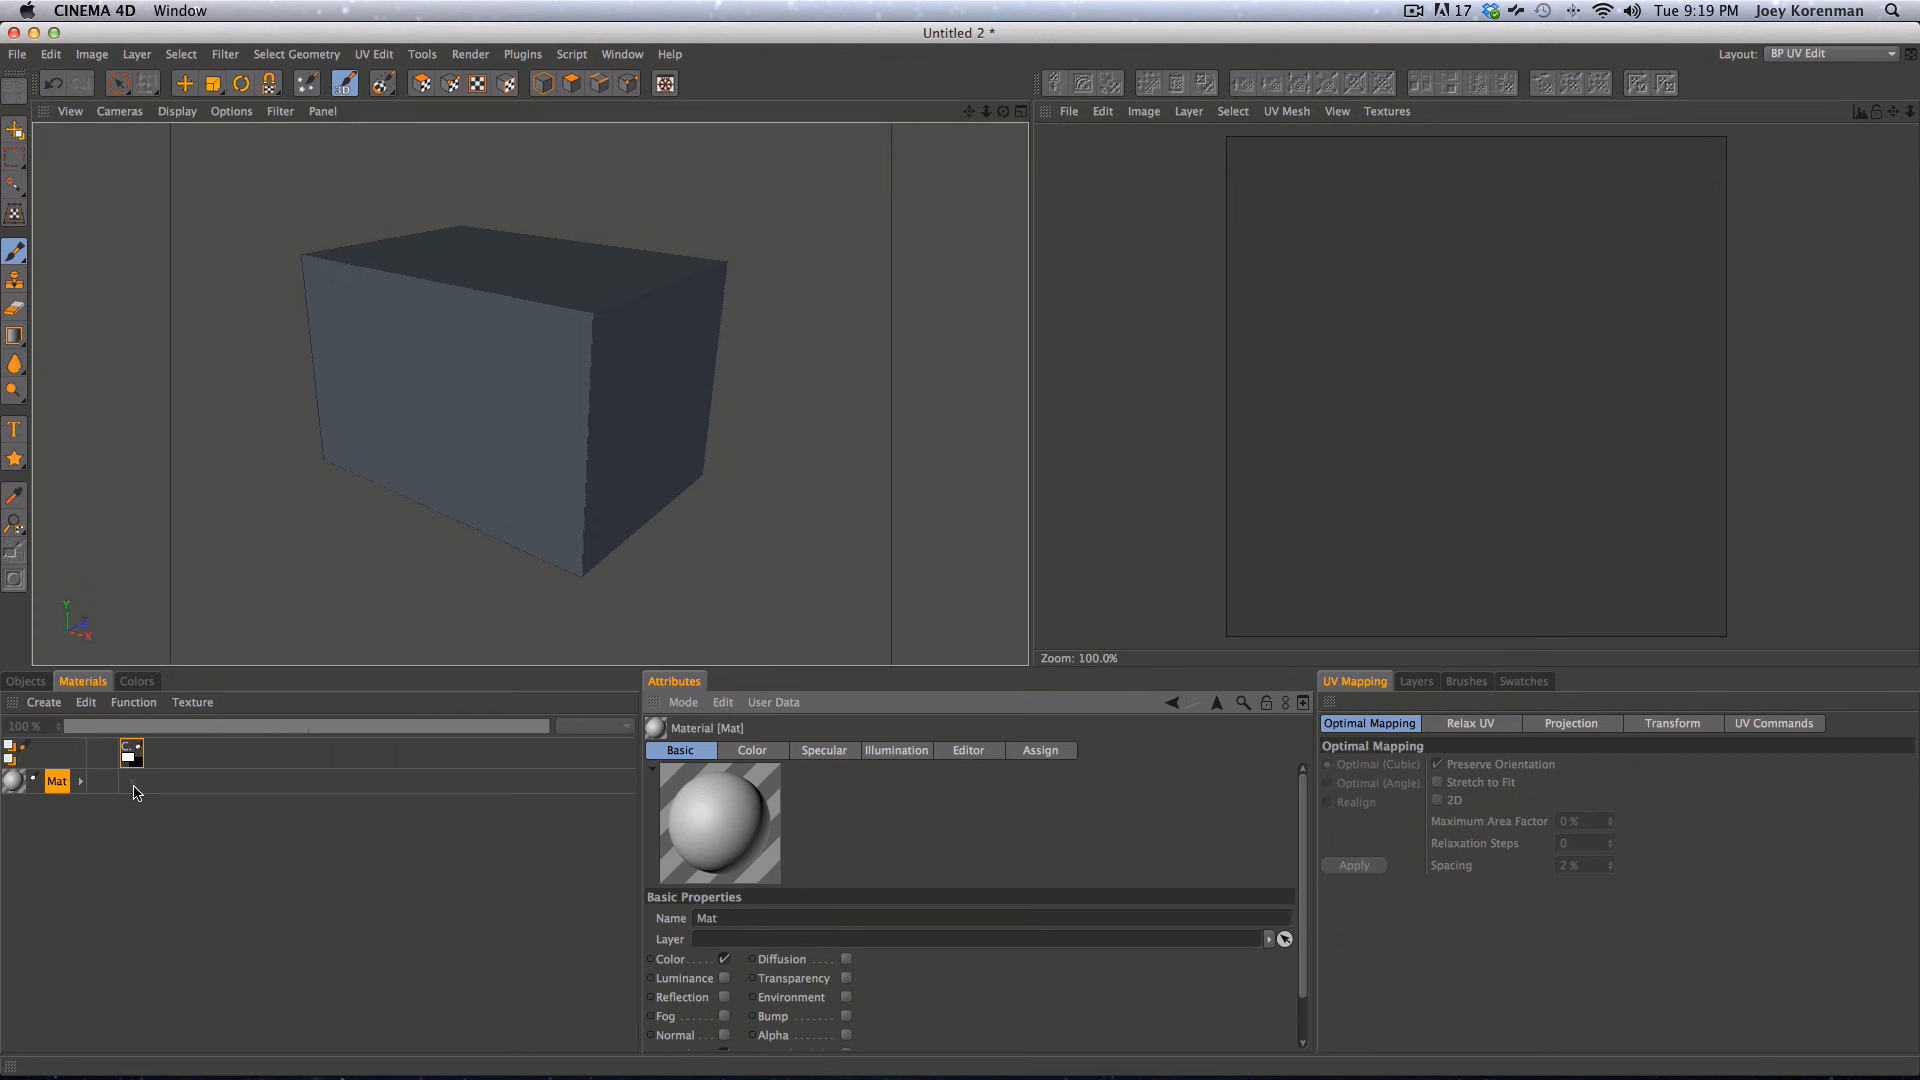 CINEMA 4D Window
17 Tue 9:19 PM Joey Korenman
Untitled 2 *
File Edit Image Layer Select Filter Select Geometry UV Edit Tools Render Plugins Script Window Help
Layout: BP UV Edit
3D
View Cameras Display Options Filter Panel
File Edit Image Layer Select UV Mesh View Textures
Y
Z
X
Zoom: 100.0%
Objects Materials Colors
Create Edit Function Texture
100 %
Mat
Attributes
Mode Edit User Data
Material [Mat]
Basic Color Specular Illumination Editor Assign
Basic Properties
Name Mat
Layer
Color . . . . . Diffusion . . . .
Luminance Transparency
Reflection Environment
Fog . . . . . . Bump . . . . . . .
Normal . . . . Alpha . . . . . . .
UV Mapping Layers Brushes Swatches
Optimal Mapping Relax UV Projection Transform UV Commands
Optimal Mapping
Optimal (Cubic) Preserve Orientation
Optimal (Angle) Stretch to Fit
Realign 2D
Maximum Area Factor 0 %
Relaxation Steps 0
Apply Spacing 2 %